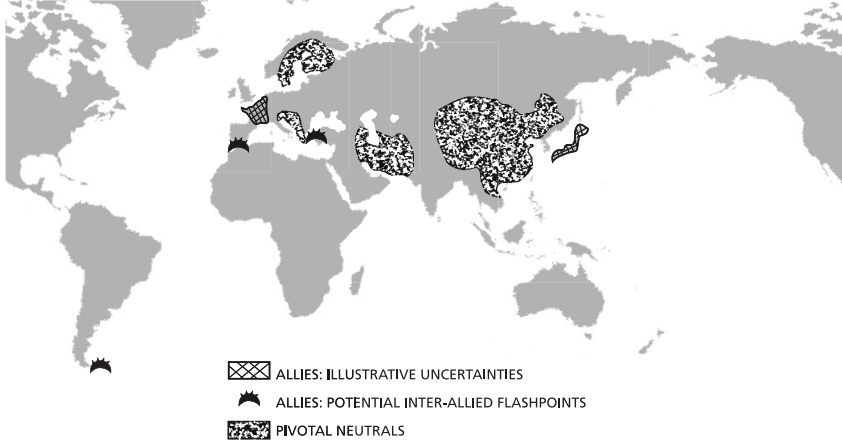 ALLIES: ILLUSTRATIVE UNCERTAINTIES
ALLIES: POTENTIAL INTER-ALLIED FLASHPOINTS
PIVOTAL NEUTRALS